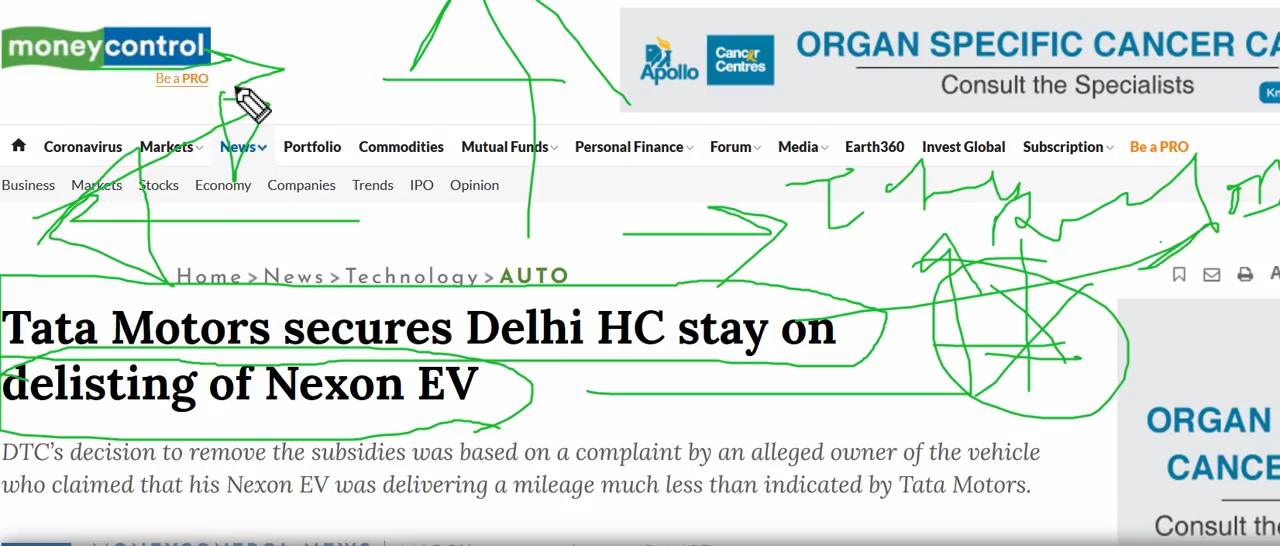 moneycontrol
Be a PRO
Apollo
Cancer
Centres
ORGAN SPECIFIC CANCER CA
Consult the Specialists
Kn
Coronavirus Markets News Portfolio Commodities Mutual Funds Personal Finance Forum Media Earth360 Invest Global Subscription Be a PRO
Business Markets Stocks Economy Companies Trends IPO Opinion
Home > News > Technology > AUTO
A
Tata Motors secures Delhi HC stay on
delisting of Nexon EV
DTC's decision to remove the subsidies was based on a complaint by an alleged owner of the vehicle
who claimed that his Nexon EV was delivering a mileage much less than indicated by Tata Motors.
ORGAN
CANCE
Consult the